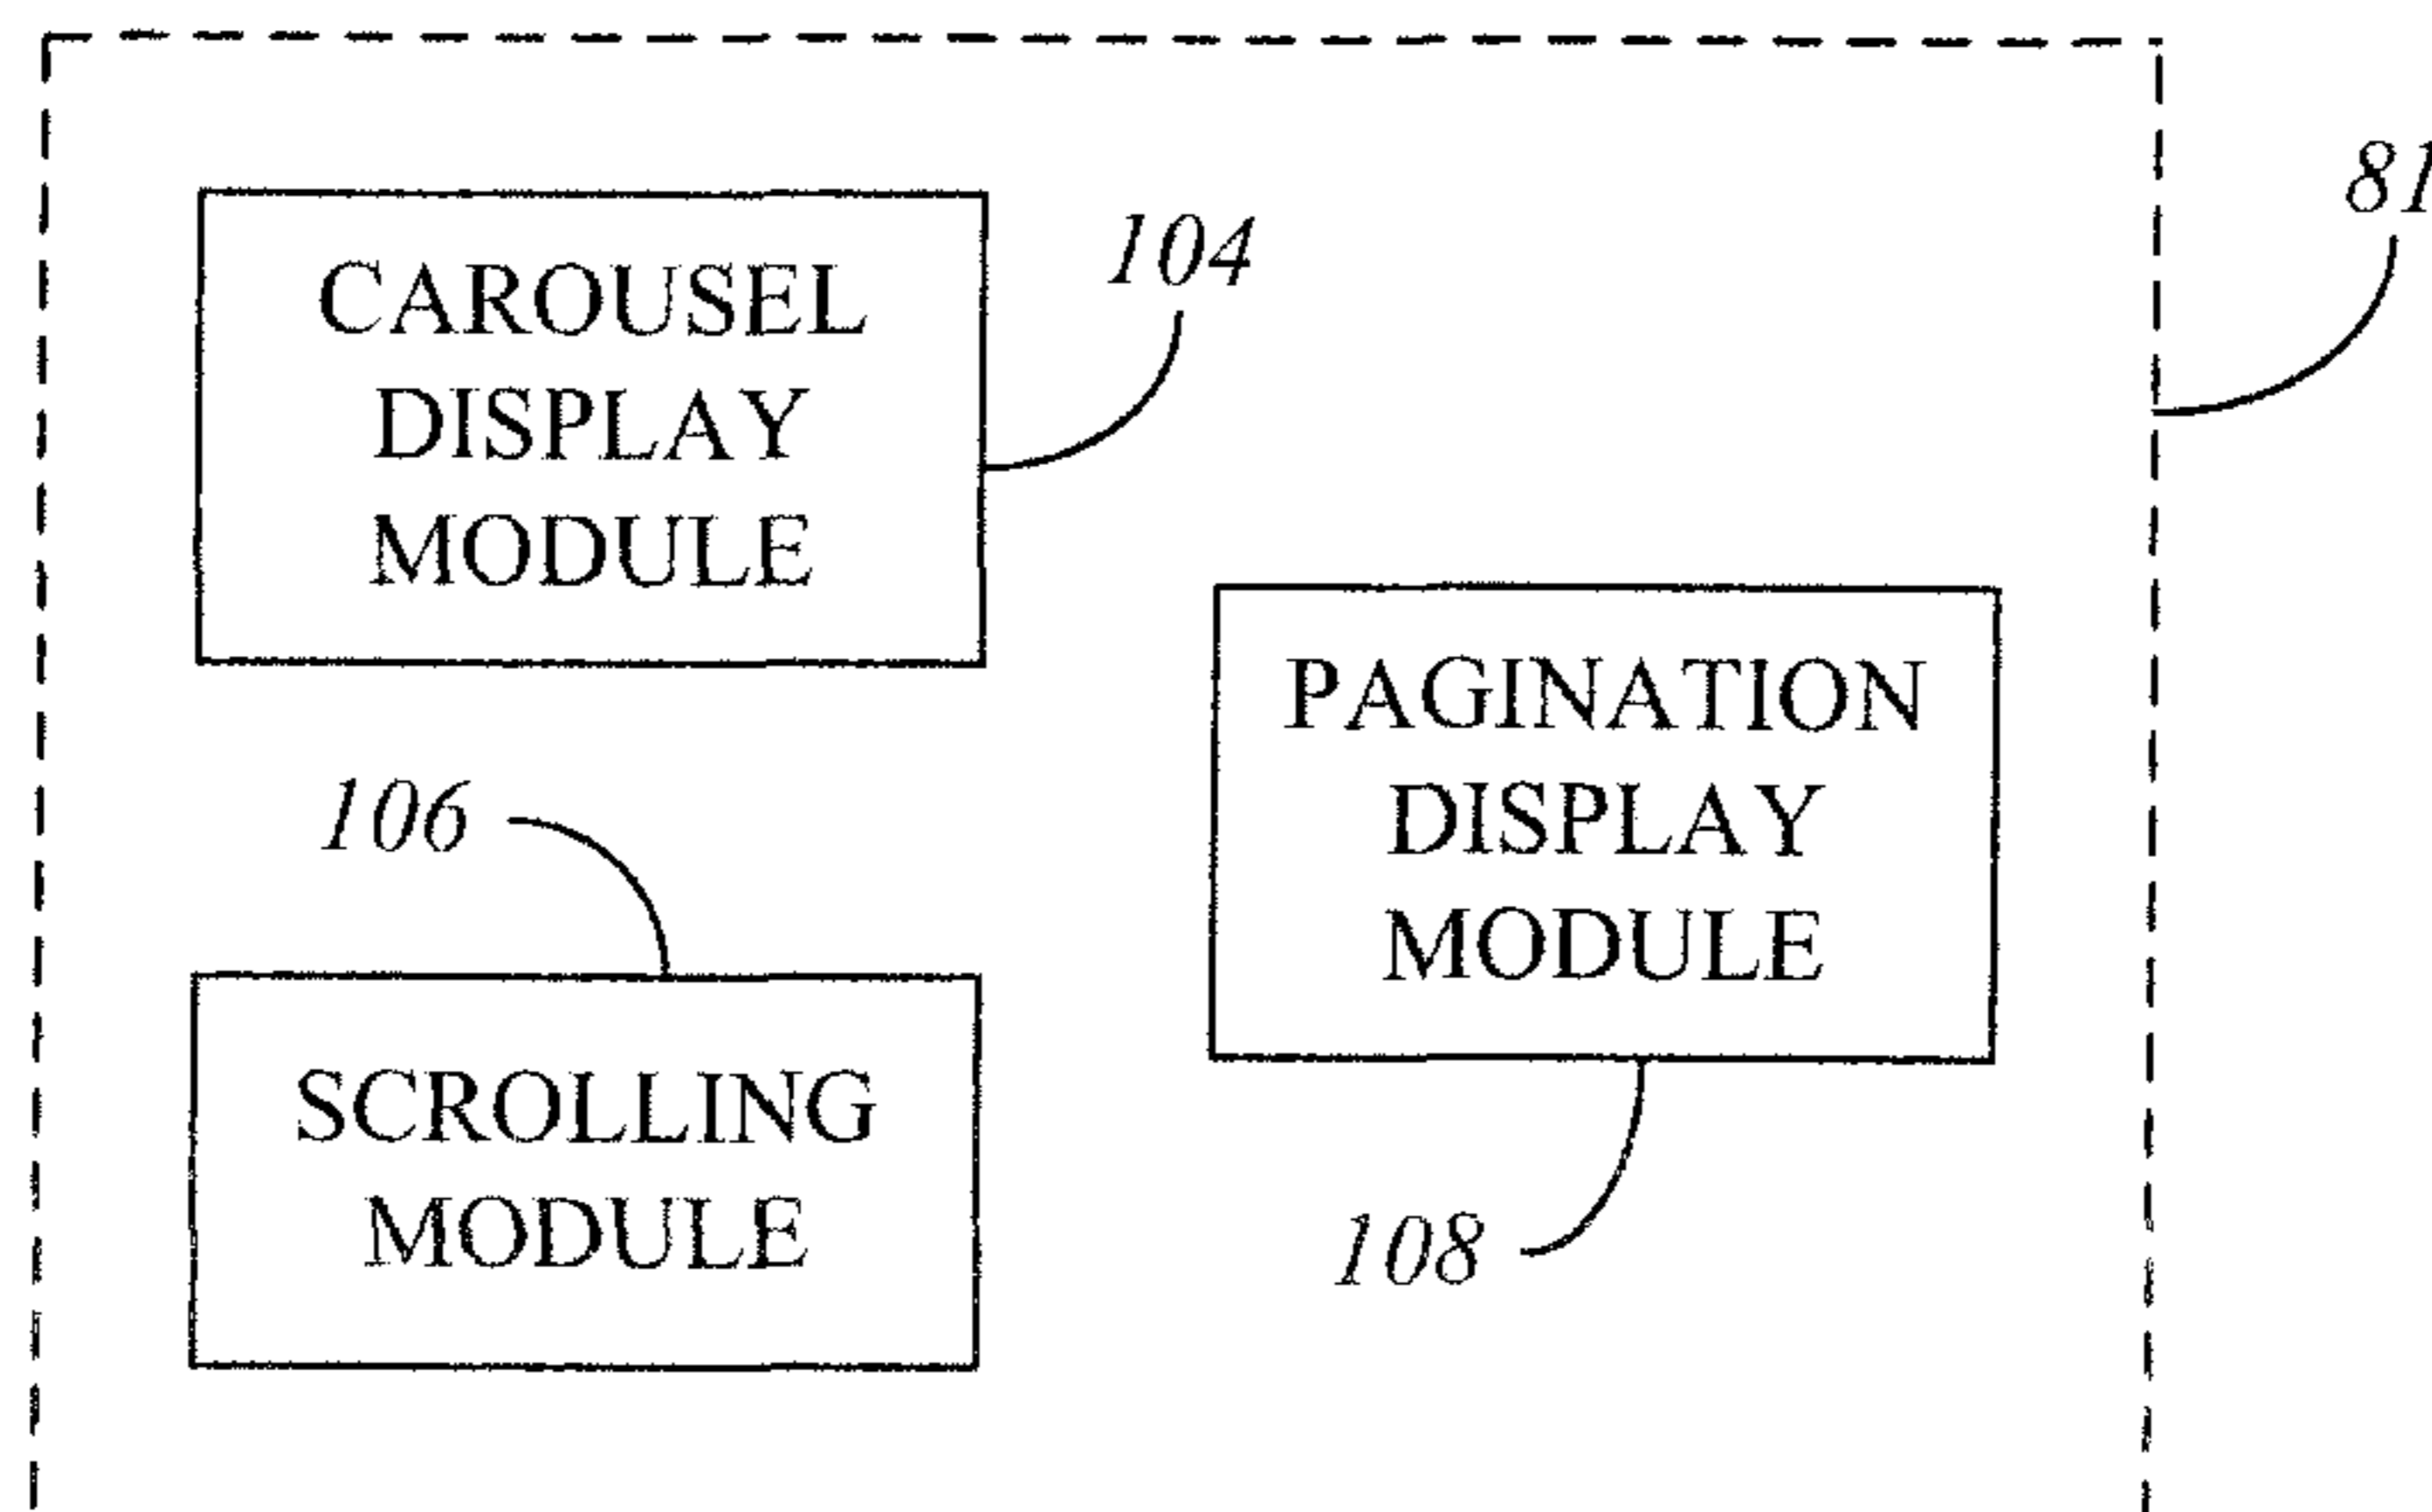 CAROUSEL
DISPLAY
MODULE
104
81
PAGINATION
DISPLAY
MODULE
106
SCROLLING
MODULE
108